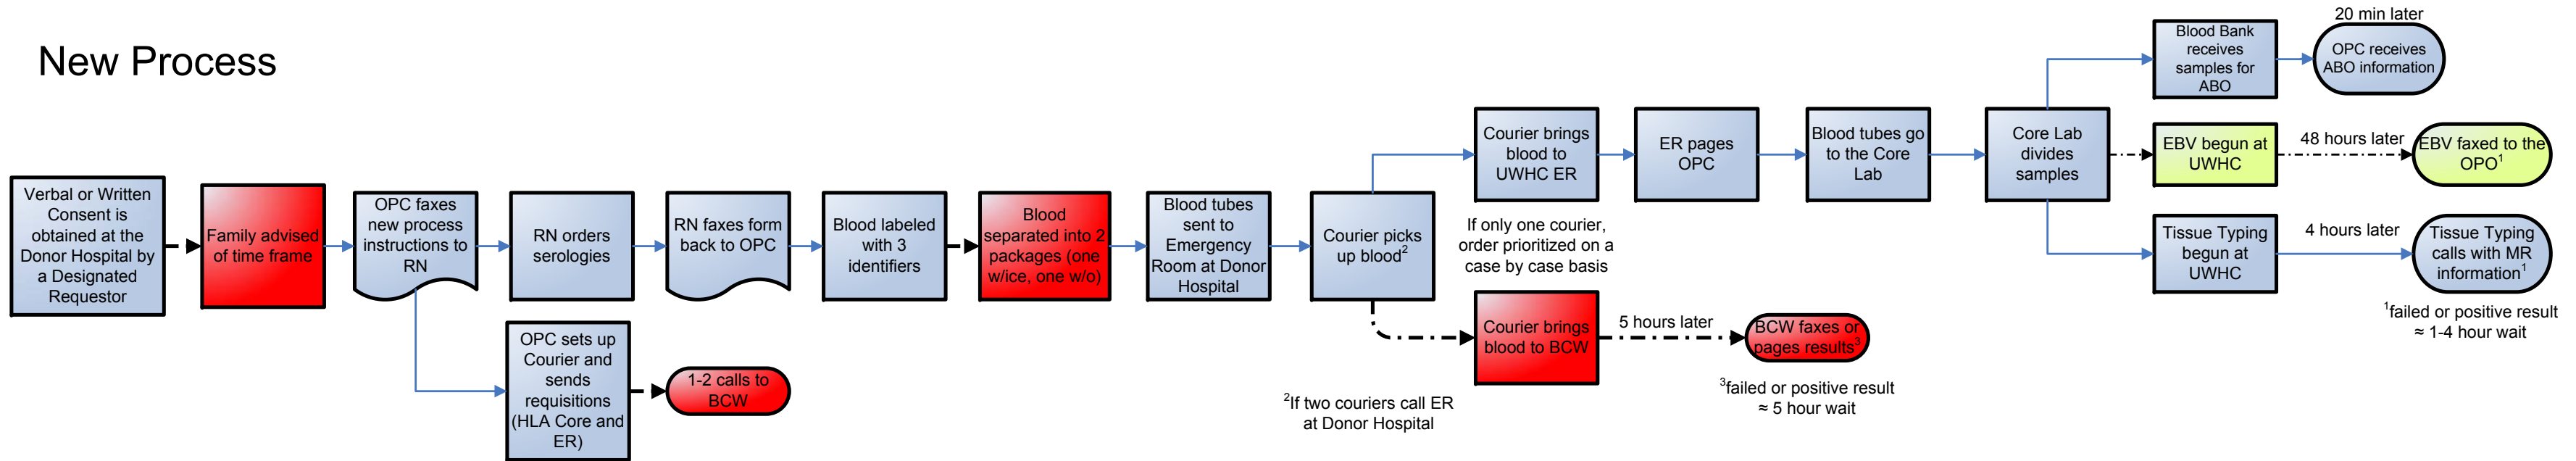 New Process
Verbal or Written
Consent is
obtained at the
Donor Hospital by
a Designated
Requestor
Family advised
of time frame
OPC faxes
new process
instructions to
RN
RN orders
serologies
RN faxes form
back to OPC
Blood labeled
with 3
identifiers
Blood
separated into 2
packages (one
w/ice, one w/o)
Blood tubes
sent to
Emergency
Room at Donor
Hospital
Courier picks
up blood²
OPC sets up
Courier and
sends
requisitions
(HLA Core and
ER)
1-2 calls to
BCW
Courier brings
blood to
UWHC ER
ER pages
OPC
Blood tubes go
to the Core
Lab
Core Lab
divides
samples
If only one courier,
order prioritized on a
case by case basis
Courier brings
blood to BCW
5 hours later
BCW faxes or
pages results³
³failed or positive result
≈ 5 hour wait
²If two couriers call ER
at Donor Hospital
Blood Bank
receives
samples for
ABO
20 min later
OPC receives
ABO information
EBV begun at
UWHC
48 hours later
EBV faxed to the
OPO¹
Tissue Typing
begun at
UWHC
4 hours later
Tissue Typing
calls with MR
information¹
¹failed or positive result
≈ 1-4 hour wait